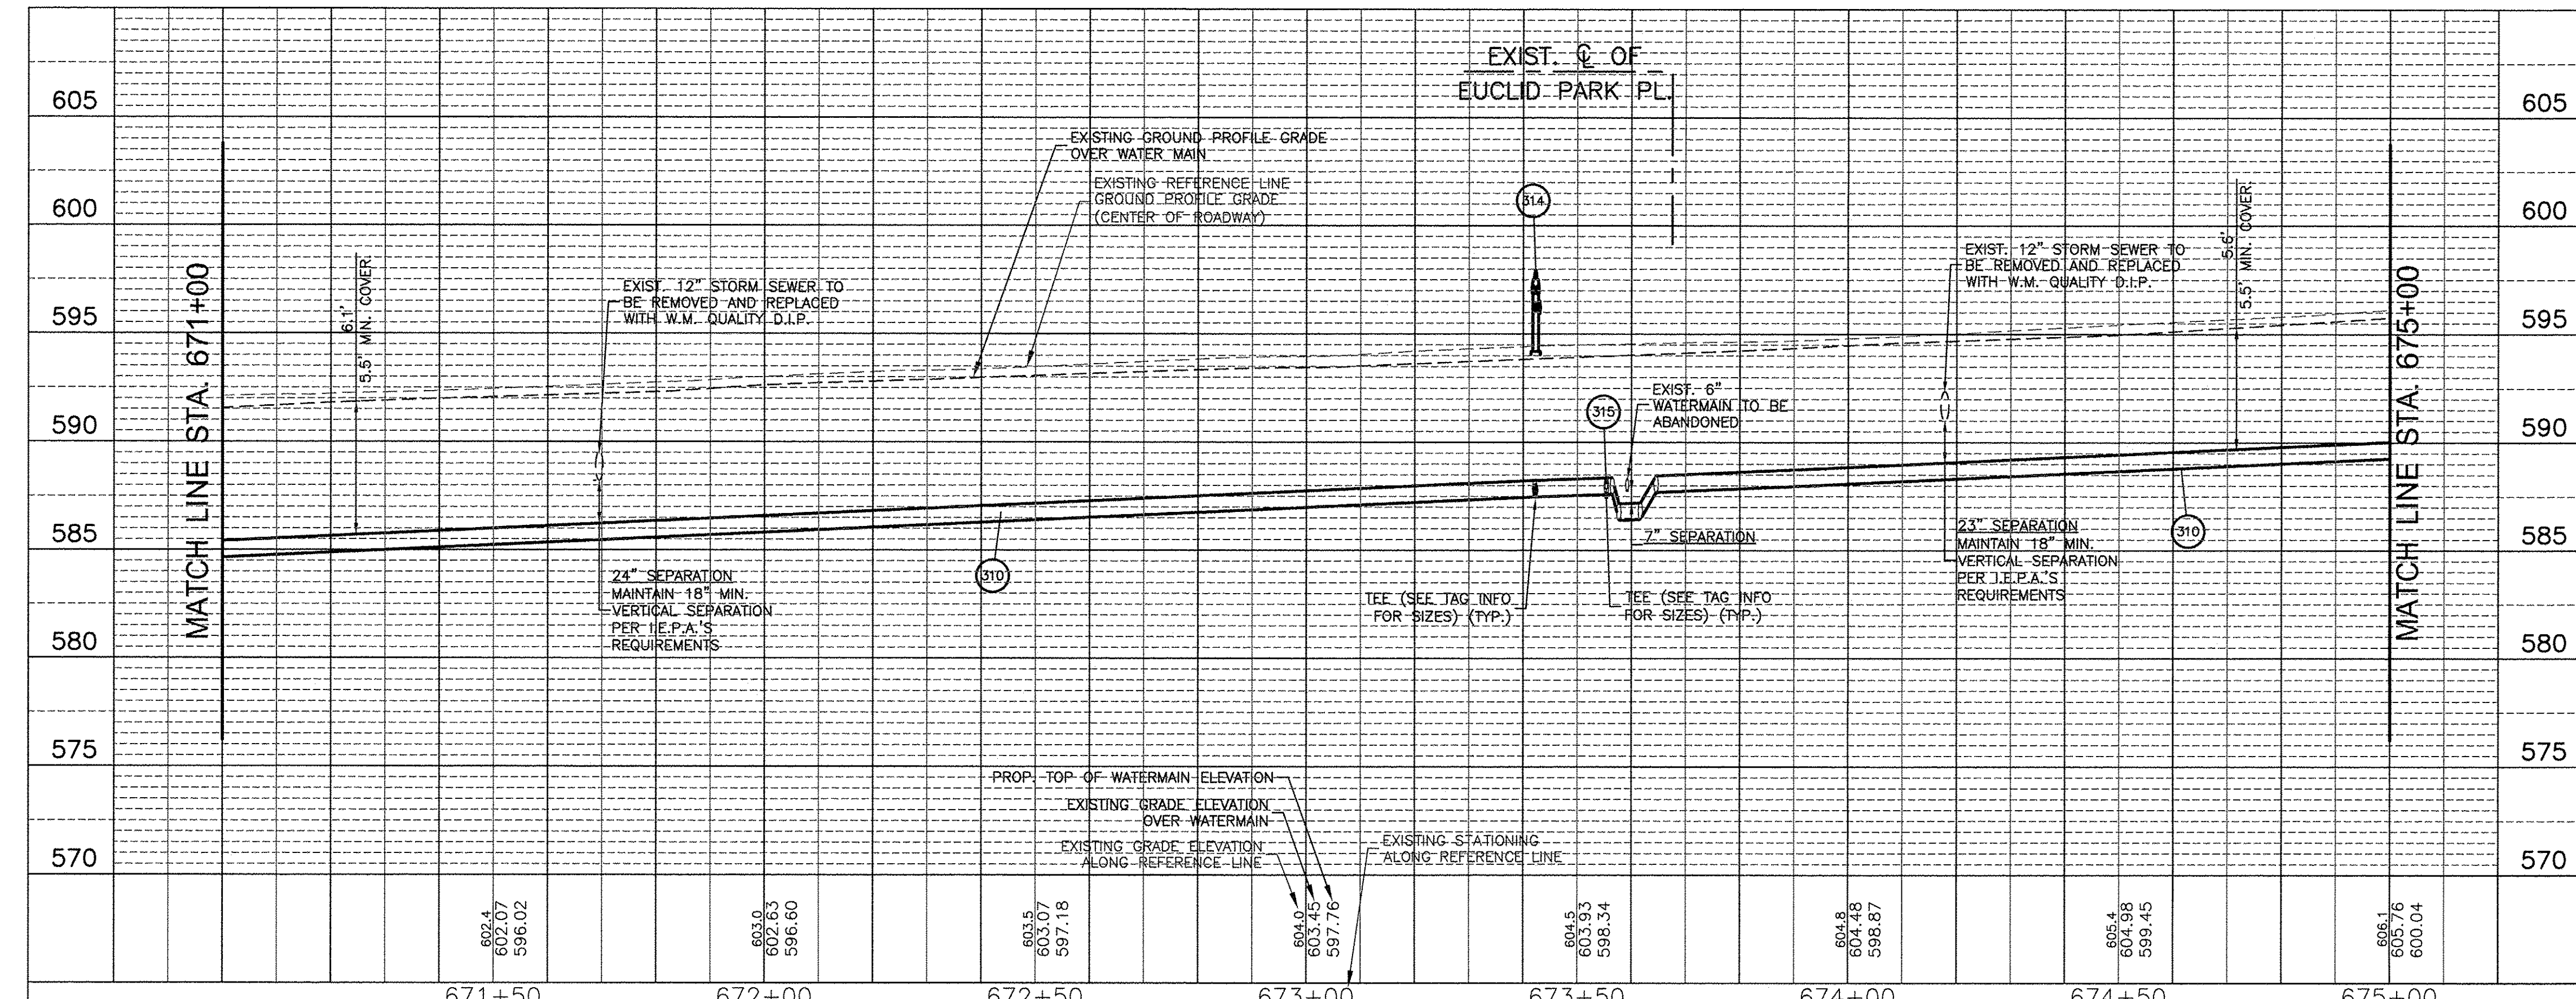 EXIST. ℄ OF
EUCLID PARK PL.
605
605
EXISTING GROUND PROFILE GRADE
OVER WATER MAIN
EXISTING REFERENCE LINE
GROUND PROFILE GRADE
(CENTER OF ROADWAY)
314
600
600
MATCH LINE STA. 671+00
6.1'
5.5' MIN. COVER.
EXIST. 12" STORM SEWER TO
BE REMOVED AND REPLACED
WITH W.M. QUALITY D.I.P.
EXIST. 12" STORM SEWER TO
BE REMOVED AND REPLACED
WITH W.M. QUALITY D.I.P.
5.6'
5.5' MIN. COVER.
MATCH LINE STA. 675+00
595
595
315
EXIST. 6"
WATERMAIN TO BE
ABANDONED
590
590
7" SEPARATION
585
585
24" SEPARATION
MAINTAIN 18" MIN.
VERTICAL SEPARATION
PER I.E.P.A.'S
REQUIREMENTS
310
TEE (SEE TAG INFO
FOR SIZES) (TYP.)
TEE (SEE TAG INFO
FOR SIZES) (TYP.)
23" SEPARATION
MAINTAIN 18" MIN.
VERTICAL SEPARATION
PER I.E.P.A.'S
REQUIREMENTS
310
580
580
575
575
PROP. TOP OF WATERMAIN ELEVATION
EXISTING GRADE ELEVATION
OVER WATERMAIN
EXISTING GRADE ELEVATION
ALONG REFERENCE LINE
EXISTING STATIONING
ALONG REFERENCE LINE
570
570
602.4
602.07
596.02
603.0
602.63
596.60
603.5
603.07
597.18
604.0
603.45
597.76
604.5
603.93
598.34
604.8
604.48
598.87
605.4
604.98
599.45
606.1
605.76
600.04
671+50
672+00
672+50
673+00
673+50
674+00
674+50
675+00